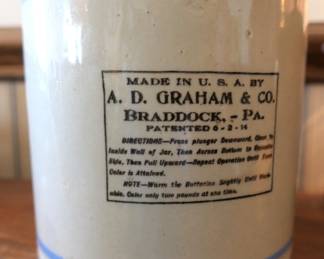 MADE IN U. S. A. BY
A. D. GRAHAM & CO.
BRADDOCK, - PA.
PATENTED 6-2-14
DIRECTIONS—Press plunger Downward, Close To
Inside Wall of Jar, Then Across Bottom to Opposite
Side, Then Pull Upward—Repeat Operation Until
Color is Attained.
NOTE—Warm the Butterine Slightly Until
able. Color only two pounds at one time.